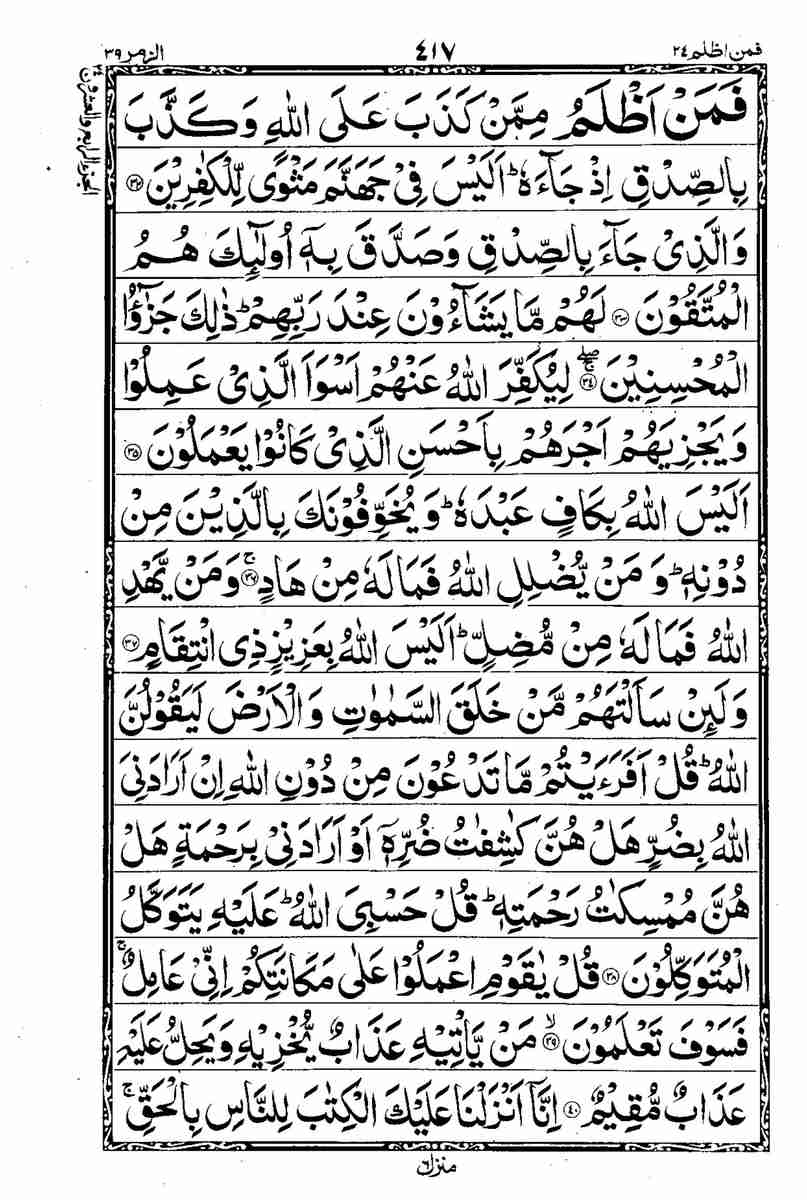 فمن اظلم ٢٤
٤١٧
الزمر ٣٩
الجزء الرابع والعشرون ٢٤
فَمَنْ اَظْلَمُ مِمَّنْ كَذَبَ عَلَى اللّٰهِ وَكَذَّبَ
بِالصِّدْقِ اِذْ جَآءَهٗ ؕ اَلَيْسَ فِيْ جَهَنَّمَ مَثْوًى لِّلْكٰفِرِيْنَ ﴿٣٢﴾
وَالَّذِيْ جَآءَ بِالصِّدْقِ وَصَدَّقَ بِهٖٓ اُولٰٓئِكَ هُمُ
الْمُتَّقُوْنَ ﴿٣٣﴾ لَهُمْ مَّا يَشَآءُوْنَ عِنْدَ رَبِّهِمْ ؕ ذٰلِكَ جَزٰٓؤُا
الْمُحْسِنِيْنَ ﴿٣٤﴾ ۚۖ لِيُكَفِّرَ اللّٰهُ عَنْهُمْ اَسْوَاَ الَّذِيْ عَمِلُوْا
وَيَجْزِيَهُمْ اَجْرَهُمْ بِاَحْسَنِ الَّذِيْ كَانُوْا يَعْمَلُوْنَ ﴿٣٥﴾
اَلَيْسَ اللّٰهُ بِكَافٍ عَبْدَهٗ ؕ وَيُخَوِّفُوْنَكَ بِالَّذِيْنَ مِنْ
دُوْنِهٖ ؕ وَمَنْ يُّضْلِلِ اللّٰهُ فَمَا لَهٗ مِنْ هَادٍ ﴿٣٦﴾ ۚ وَمَنْ يَّهْدِ
اللّٰهُ فَمَا لَهٗ مِنْ مُّضِلٍّ ؕ اَلَيْسَ اللّٰهُ بِعَزِيْزٍ ذِي انْتِقَامٍ ﴿٣٧﴾
وَلَئِنْ سَاَلْتَهُمْ مَّنْ خَلَقَ السَّمٰوٰتِ وَالْاَرْضَ لَيَقُوْلُنَّ
اللّٰهُ ؕ قُلْ اَفَرَءَيْتُمْ مَّا تَدْعُوْنَ مِنْ دُوْنِ اللّٰهِ اِنْ اَرَادَنِيَ
اللّٰهُ بِضُرٍّ هَلْ هُنَّ كٰشِفٰتُ ضُرِّهٖٓ اَوْ اَرَادَنِيْ بِرَحْمَةٍ هَلْ
هُنَّ مُمْسِكٰتُ رَحْمَتِهٖ ؕ قُلْ حَسْبِيَ اللّٰهُ ؕ عَلَيْهِ يَتَوَكَّلُ
الْمُتَوَكِّلُوْنَ ﴿٣٨﴾ قُلْ يٰقَوْمِ اعْمَلُوْا عَلٰى مَكَانَتِكُمْ اِنِّيْ عَامِلٌ ۚ
فَسَوْفَ تَعْلَمُوْنَ ﴿٣٩﴾ ۙ مَنْ يَّاْتِيْهِ عَذَابٌ يُّخْزِيْهِ وَيَحِلُّ عَلَيْهِ
عَذَابٌ مُّقِيْمٌ ﴿٤٠﴾ اِنَّاۤ اَنْزَلْنَا عَلَيْكَ الْكِتٰبَ لِلنَّاسِ بِالْحَقِّ ۚ
منزل ٦